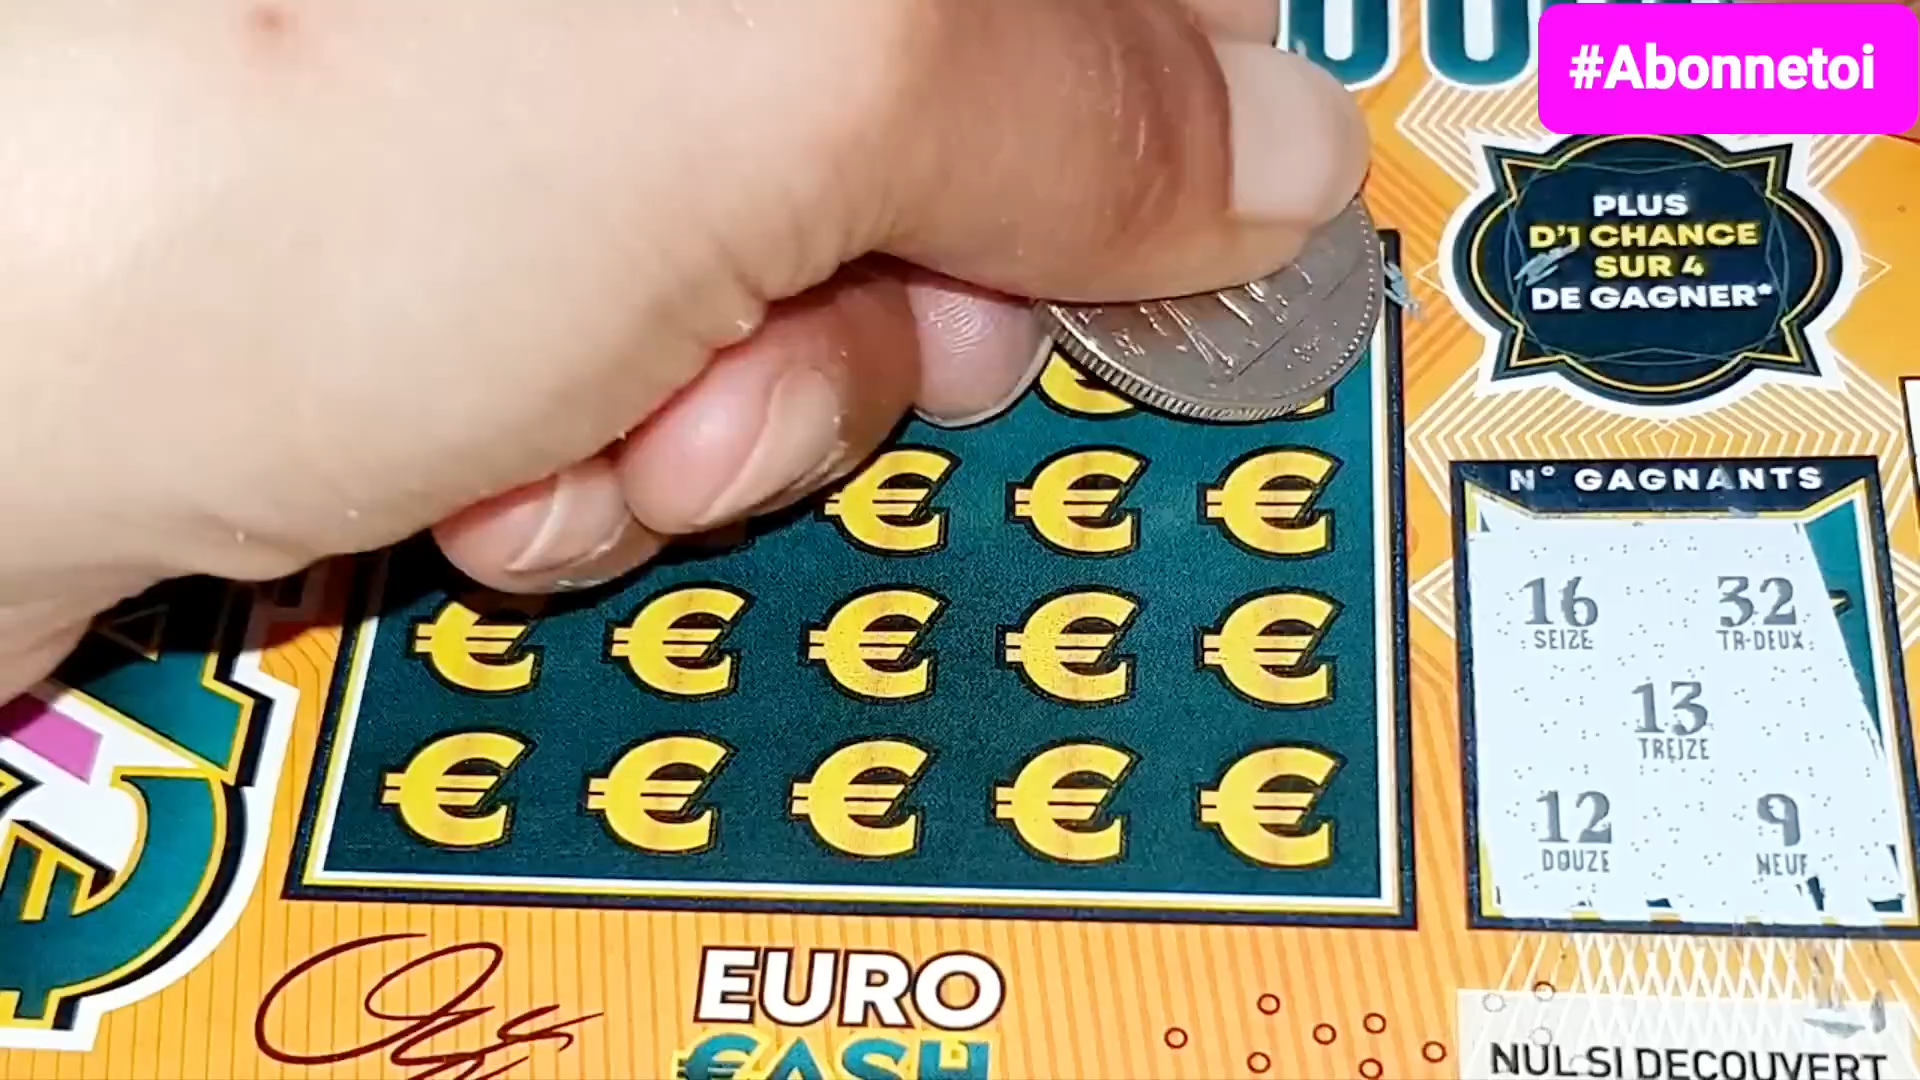 #Abonnetoi
PLUS
D'1 CHANCE
SUR 4
DE GAGNER*
N° GAGNANTS
16
SEIZE
32
TR-DEUX
13
TREIZE
12
DOUZE
9
NEUF
EURO
€ASH
NUL SI DECOUVERT